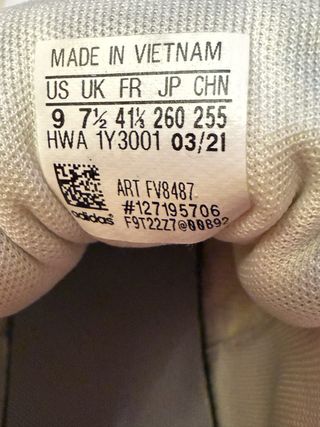 MADE IN VIETNAM
US UK FR JP CHN
9 7½ 41⅓ 260 255
HWA 1Y3001 03/21
ART FV8487
#127195706
adidas F9T22Z7@00892